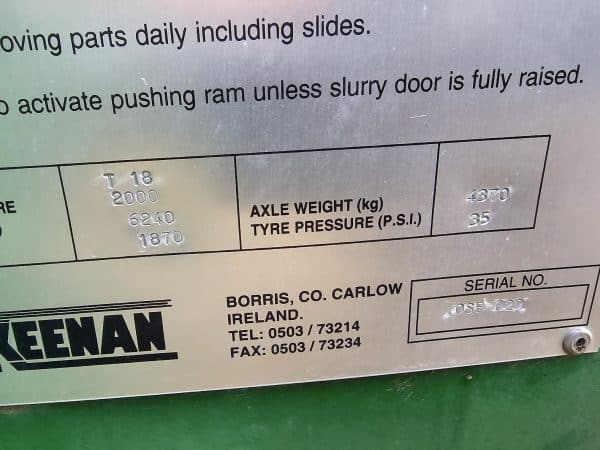 oving parts daily including slides.
o activate pushing ram unless slurry door is fully raised.
T 18
2000
RE 6240
) 1870
AXLE WEIGHT (kg) 4370
TYRE PRESSURE (P.S.I.) 35
KEENAN
BORRIS, CO. CARLOW
IRELAND.
TEL: 0503 / 73214
FAX: 0503 / 73234
SERIAL NO.